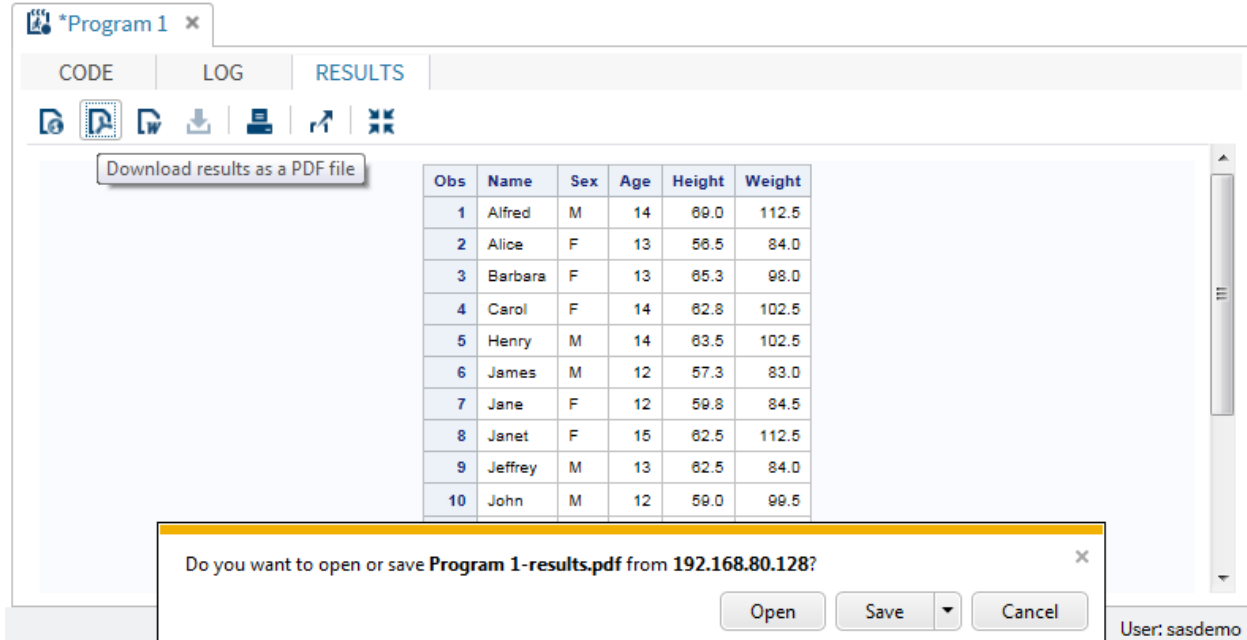 *Program 1 ×
CODE LOG RESULTS
Download results as a PDF file
Obs Name Sex Age Height Weight
1 Alfred M 14 69.0 112.5
2 Alice F 13 56.5 84.0
3 Barbara F 13 65.3 98.0
4 Carol F 14 62.8 102.5
5 Henry M 14 63.5 102.5
6 James M 12 57.3 83.0
7 Jane F 12 59.8 84.5
8 Janet F 15 62.5 112.5
9 Jeffrey M 13 62.5 84.0
10 John M 12 59.0 99.5
Do you want to open or save Program 1-results.pdf from 192.168.80.128? ×
Open Save Cancel
User: sasdemo